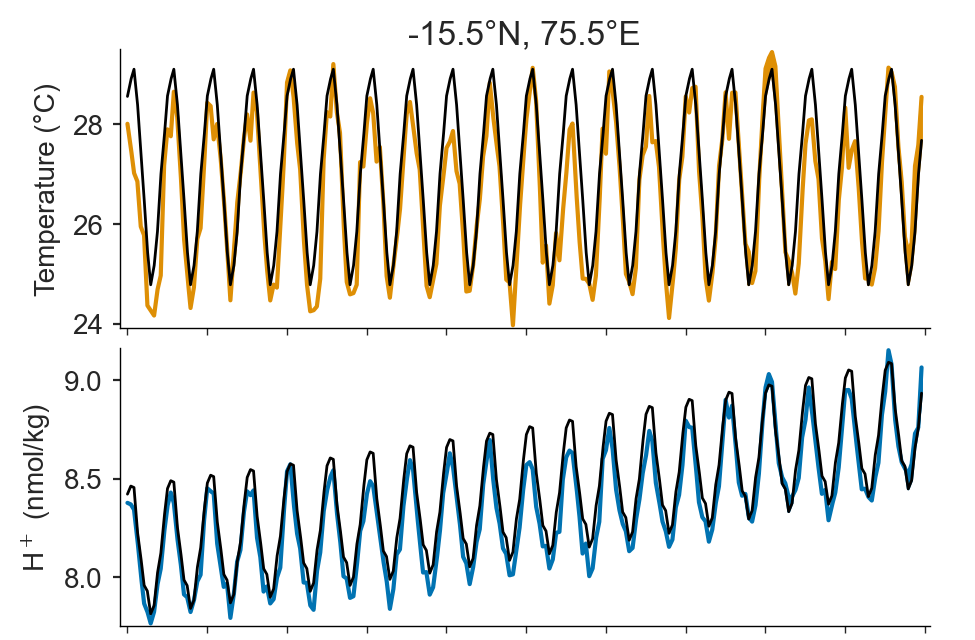 -15.5°N, 75.5°E
Temperature (°C)
28
26
24
H⁺ (nmol/kg)
9.0
8.5
8.0